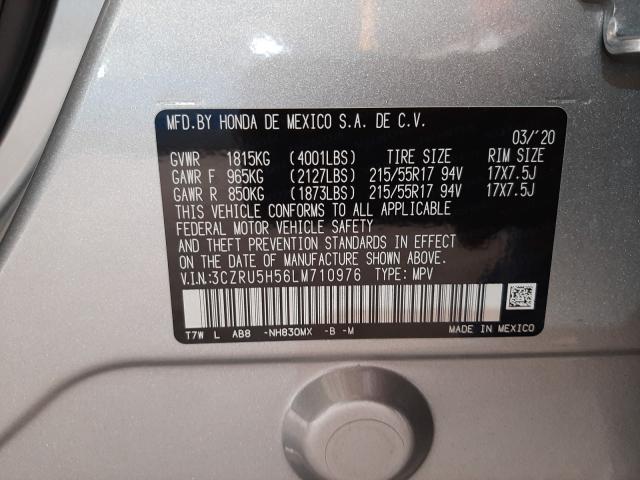 MFD.BY HONDA DE MEXICO S.A. DE C.V.
03/'20
GVWR 1815KG (4001LBS) TIRE SIZE RIM SIZE
GAWR F 965KG (2127LBS) 215/55R17 94V 17X7.5J
GAWR R 850KG (1873LBS) 215/55R17 94V 17X7.5J
THIS VEHICLE CONFORMS TO ALL APPLICABLE
FEDERAL MOTOR VEHICLE SAFETY
AND THEFT PREVENTION STANDARDS IN EFFECT
ON THE DATE OF MANUFACTURE SHOWN ABOVE.
V.I.N:3CZRU5H56LM710976 TYPE: MPV
T7W L AB8 -NH830MX -B -M
MADE IN MEXICO